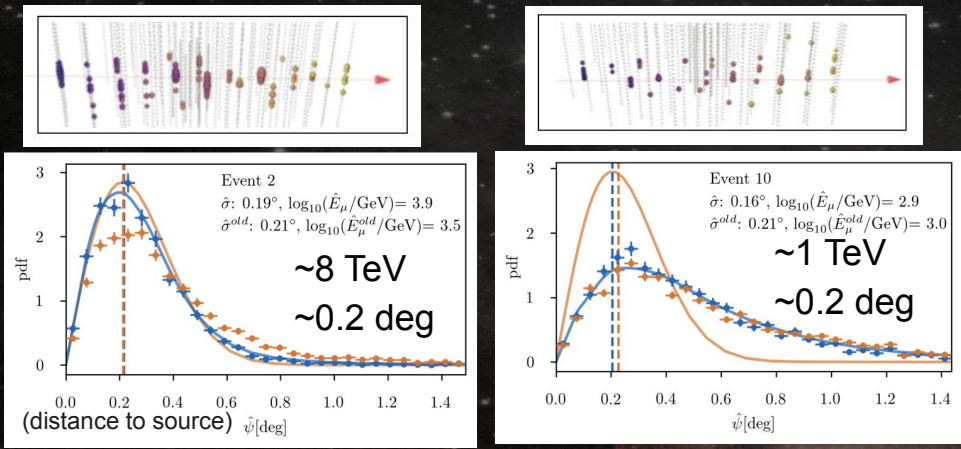 3
2
1
0
pdf
Event 2
σ̂: 0.19°, log₁₀(Ê_μ/GeV)= 3.9
σ̂ᵒˡᵈ: 0.21°, log₁₀(Ê_μᵒˡᵈ/GeV)= 3.5
~8 TeV
~0.2 deg
0.0 0.2 0.4 0.6 0.8 1.0 1.2 1.4
(distance to source) ψ̂[deg]
3
2
1
0
pdf
Event 10
σ̂: 0.16°, log₁₀(Ê_μ/GeV)= 2.9
σ̂ᵒˡᵈ: 0.21°, log₁₀(Ê_μᵒˡᵈ/GeV)= 3.0
~1 TeV
~0.2 deg
0.0 0.2 0.4 0.6 0.8 1.0 1.2 1.4
ψ̂[deg]